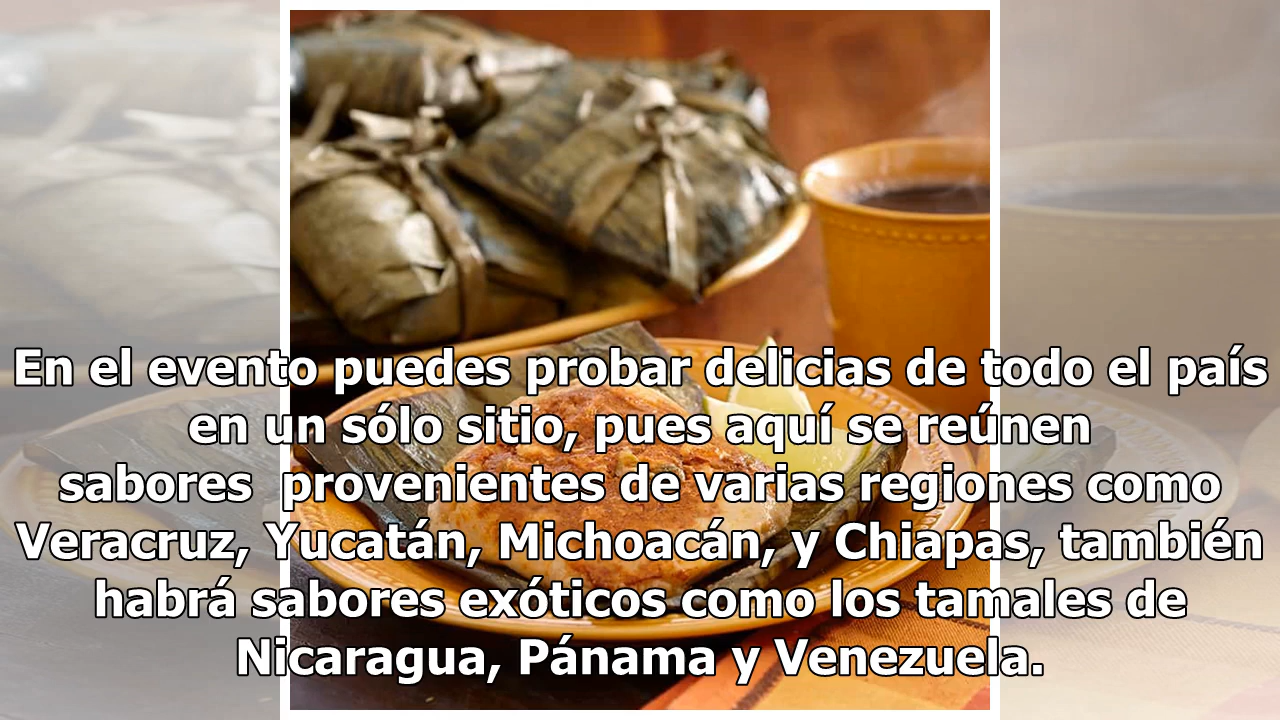 En el evento puedes probar delicias de todo el país
en un sólo sitio, pues aquí se reúnen
sabores  provenientes de varias regiones como
Veracruz, Yucatán, Michoacán, y Chiapas, también
habrá sabores exóticos como los tamales de
Nicaragua, Pánama y Venezuela.